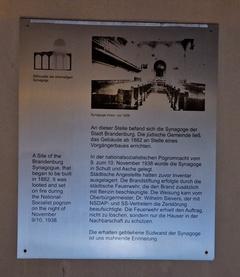 Silhouette der ehemaligen
Synagoge
Synagoge innen, vor 1938
An dieser Stelle befand sich die Synagoge der
Stadt Brandenburg. Die jüdische Gemeinde ließ
das Gebäude ab 1882 an Stelle eines
Vorgängerbaues errichten.
In der nationalsozialistischen Pogromnacht vom
9. zum 10. November 1938 wurde die Synagoge
in Schutt und Asche gelegt.
Städtische Angestellte hatten zuvor Inventar
ausgelagert. Die Brandstiftung erfolgte durch die
städtische Feuerwehr, die den Brand zusätzlich
mit Benzin beschleunigte. Die Weisung kam vom
Oberbürgermeister, Dr. Wilhelm Sievers, der mit
NSDAP- und SS-Vertretern die Zerstörung
beaufsichtigte. Die Feuerwehr erhielt den Auftrag,
nicht zu löschen, sondern nur die Häuser in der
Nachbarschaft zu schützen.
Die erhalten gebliebene Südwand der Synagoge
ist uns mahnende Erinnerung.
A Site of the
Brandenburg
Synagogue, that
began to be built
in 1882. It was
looted and set
on fire during
the National
Socialist pogrom
on the night of
November
9/10, 1938.